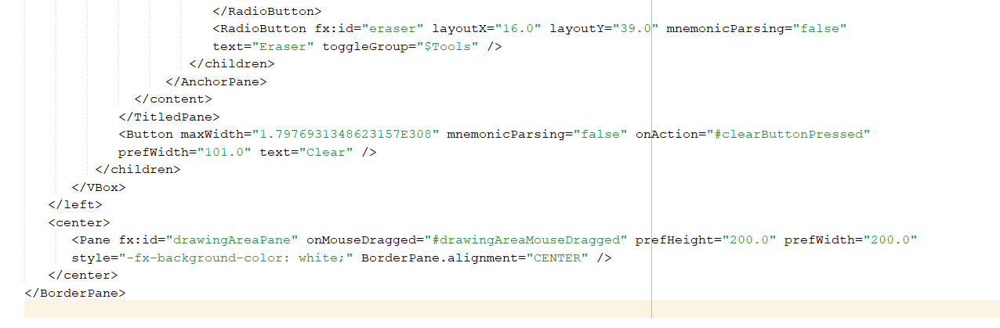 </RadioButton>
<RadioButton fx:id="eraser" layoutX="16.0" layoutY="39.0" mnemonicParsing="false"
text="Eraser" toggleGroup="$Tools" />
</children>
</AnchorPane>
</content>
</TitledPane>
<Button maxWidth="1.7976931348623157E308" mnemonicParsing="false" onAction="#clearButtonPressed"
prefWidth="101.0" text="Clear" />
</children>
</VBox>
</left>
<center>
<Pane fx:id="drawingAreaPane" onMouseDragged="#drawingAreaMouseDragged" prefHeight="200.0" prefWidth="200.0"
style="-fx-background-color: white;" BorderPane.alignment="CENTER" />
</center>
</BorderPane>